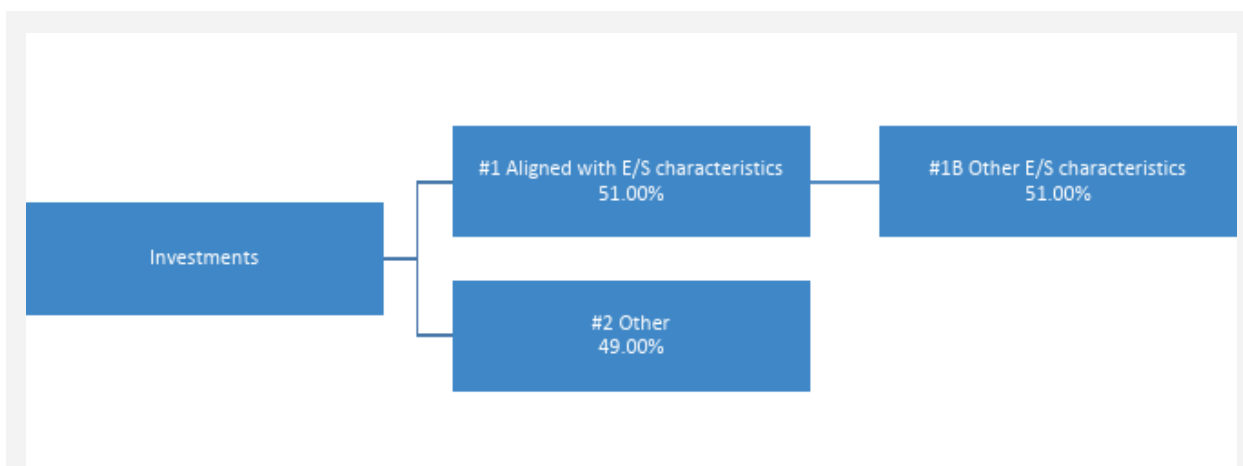 #1 Aligned with E/S characteristics
51.00%
#1B Other E/S characteristics
51.00%
Investments
#2 Other
49.00%